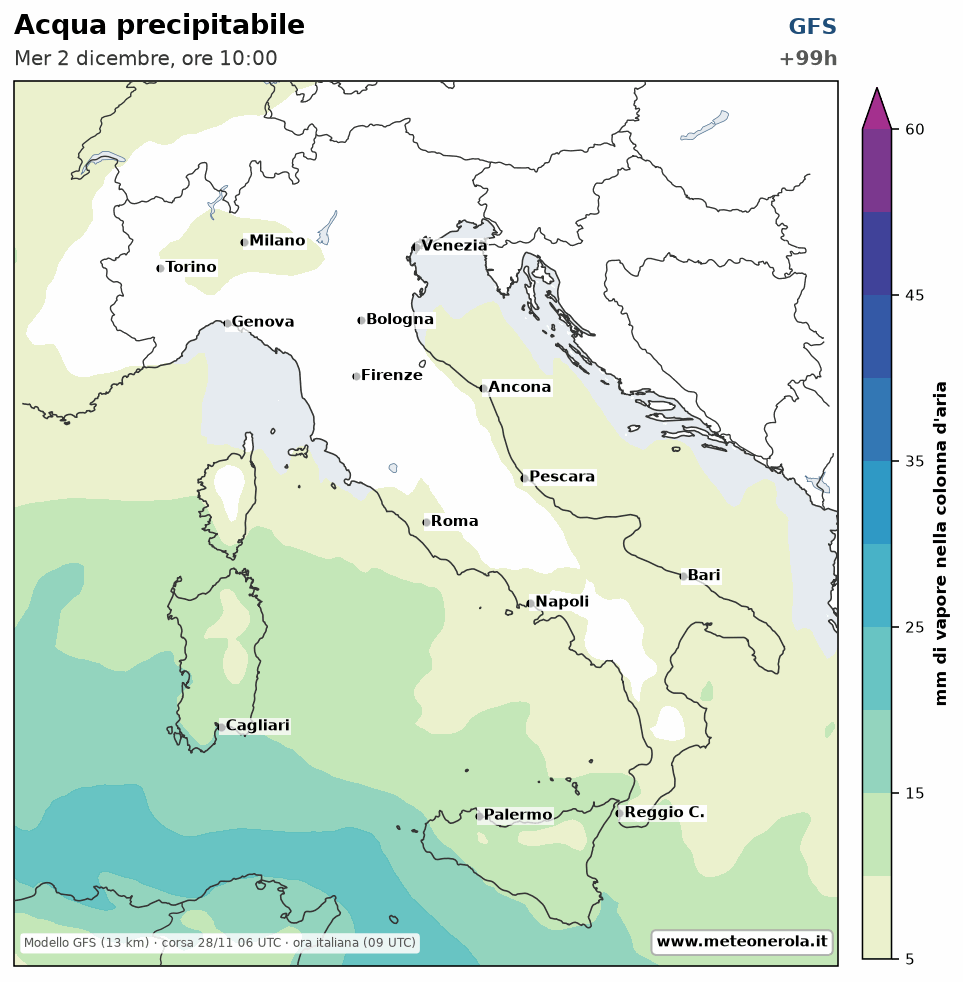 Acqua precipitabile
GFS
Mer 2 dicembre, ore 10:00
+99h
60
Milano
Venezia
Torino
45
Genova
Bologna
Firenze
Ancona
35
Pescara
Roma
Bari
Napoli
25
mm di vapore nella colonna d'aria
Cagliari
15
Palermo
Reggio C.
Modello GFS (13 km) · corsa 28/11 06 UTC · ora italiana (09 UTC)
www.meteonerola.it
5